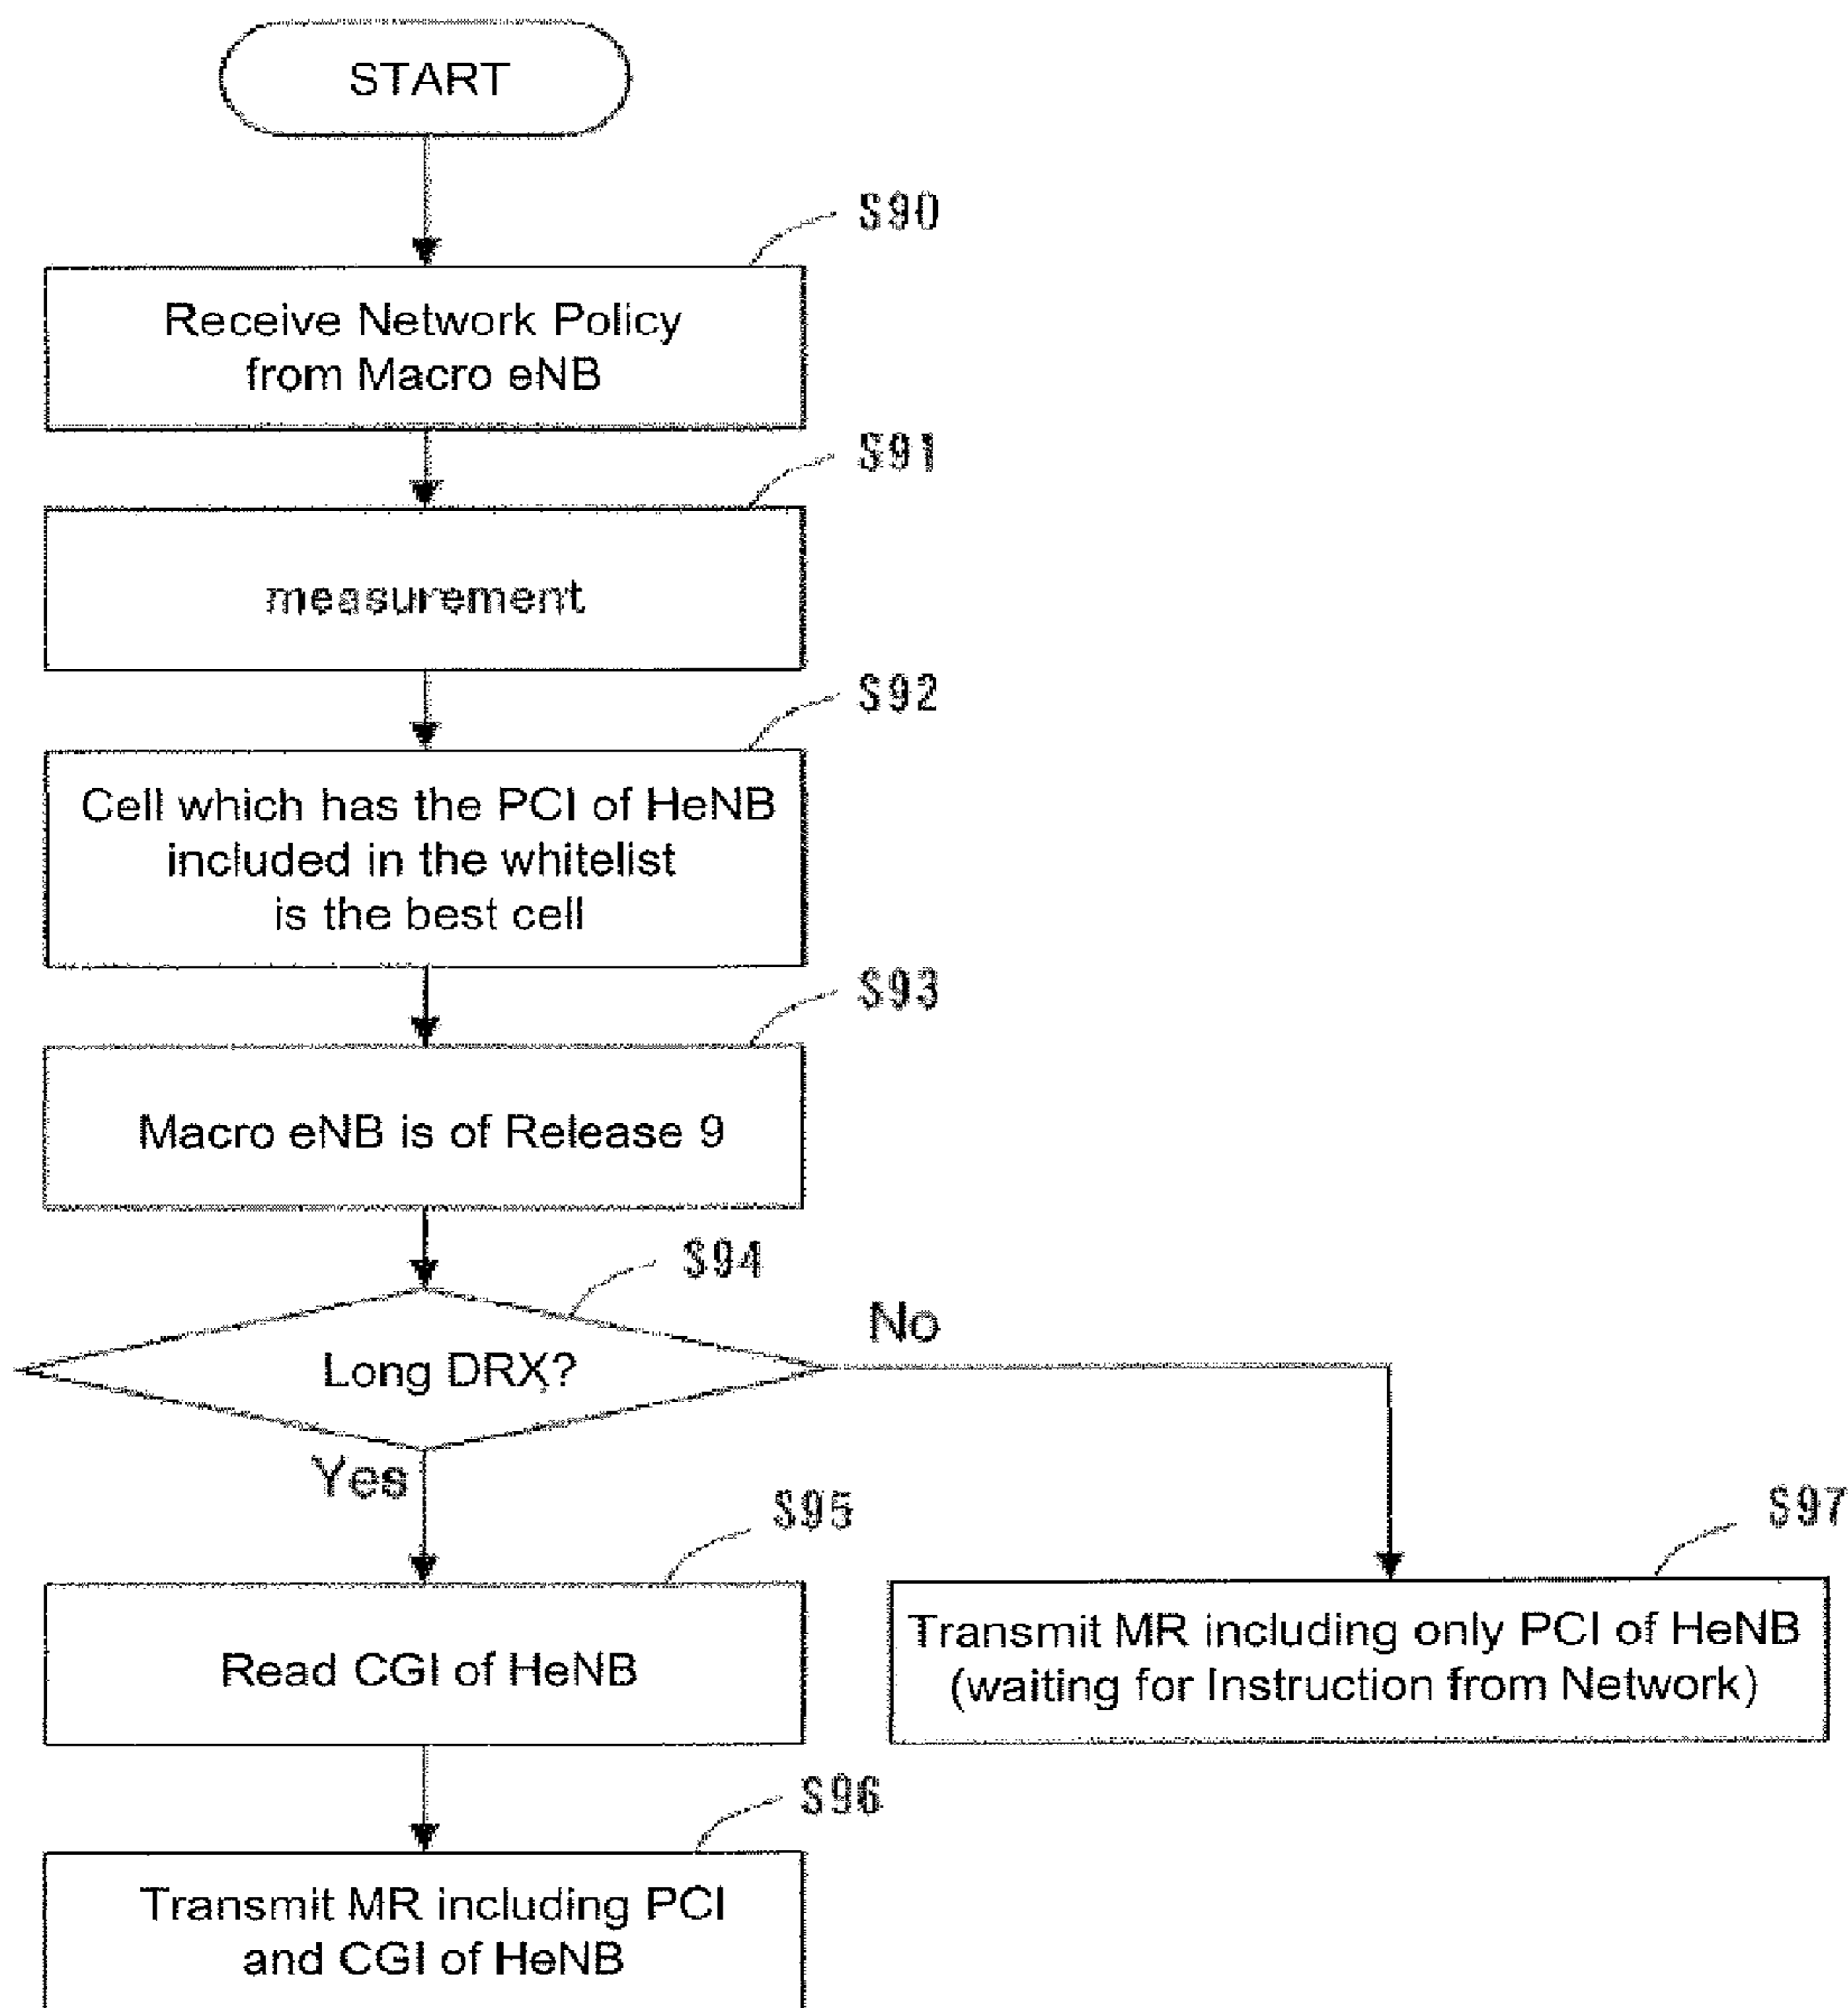 START
S90
Receive Network Policy
from Macro eNB
S91
measurement
S92
Cell which has the PCI of HeNB
included in the whitelist
is the best cell
S93
Macro eNB is of Release 9
S94
Long DRX?
No
Yes
S95
Read CGI of HeNB
S97
Transmit MR including only PCI of HeNB
(waiting for Instruction from Network)
S96
Transmit MR including PCI
and CGI of HeNB